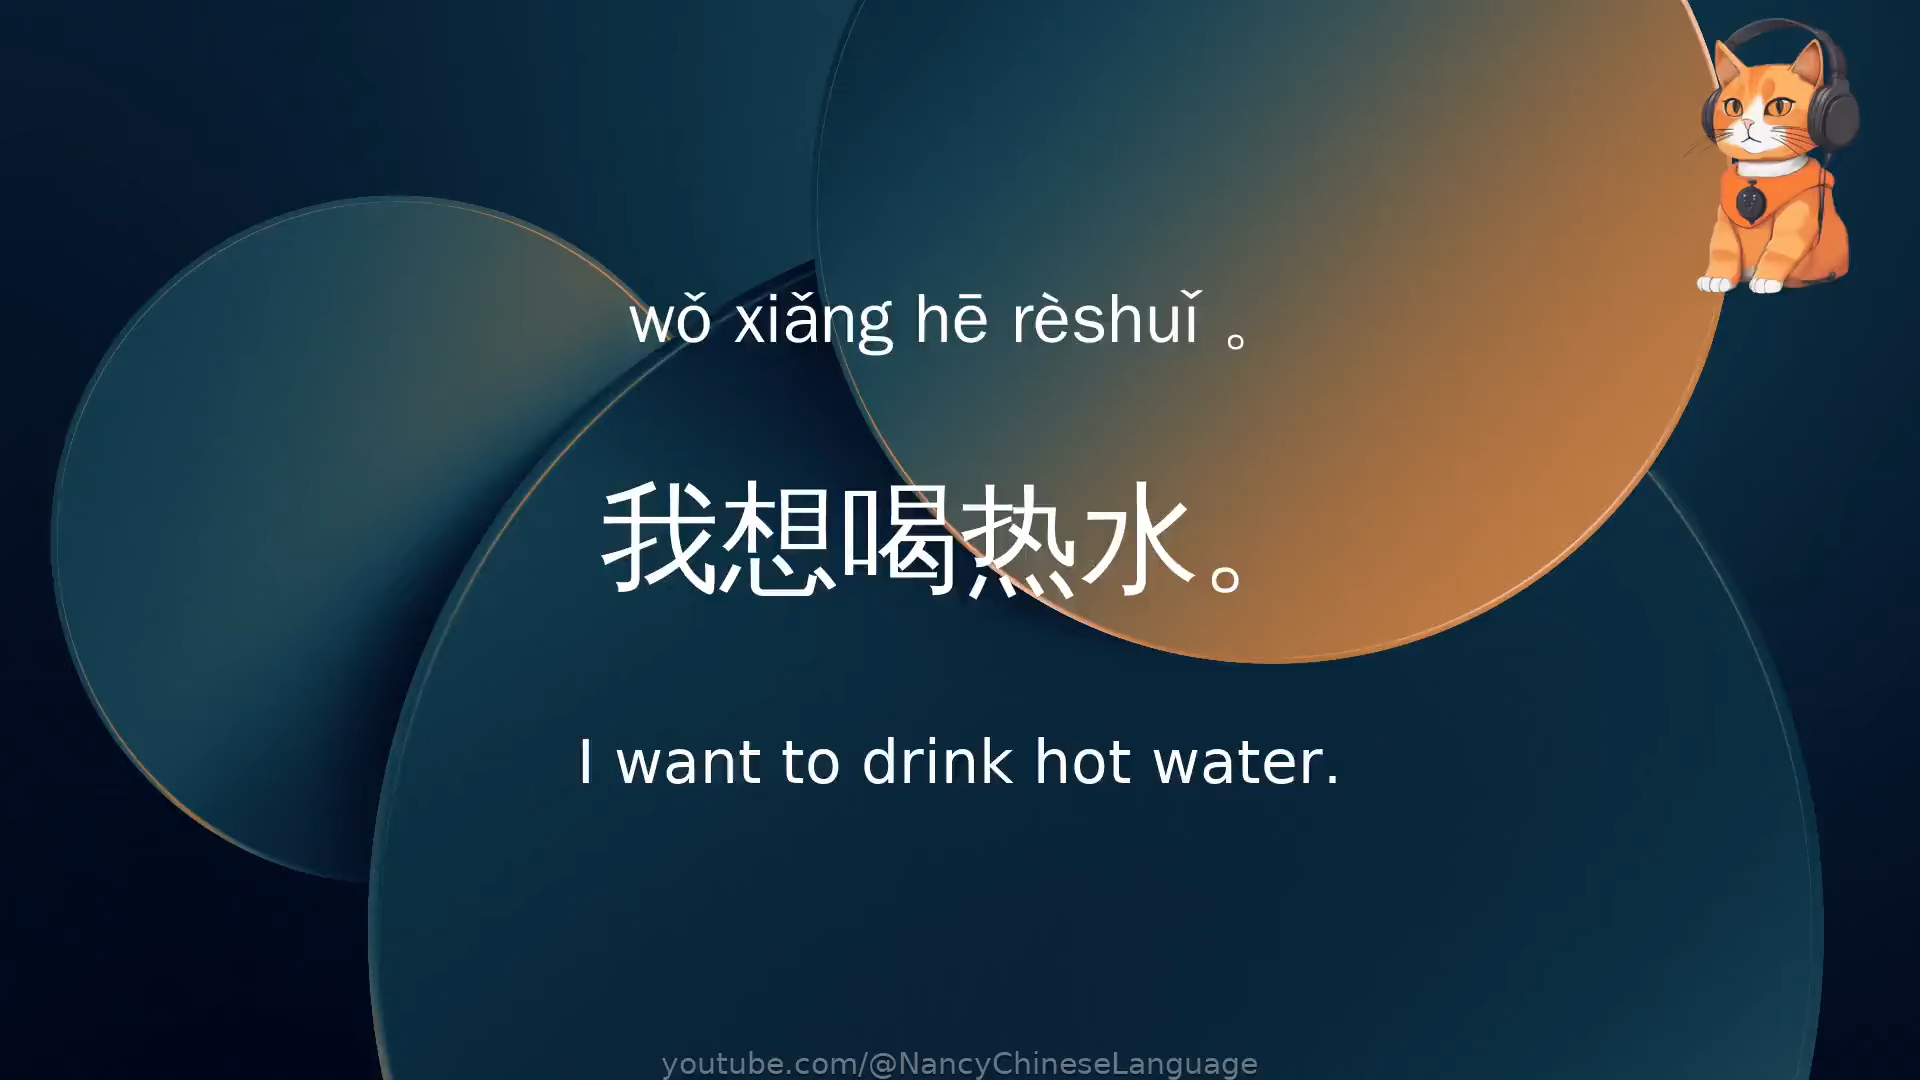 wǒ xiǎng hē rèshuǐ 。
我想喝热水。
I want to drink hot water.
youtube.com/@NancyChineseLanguage